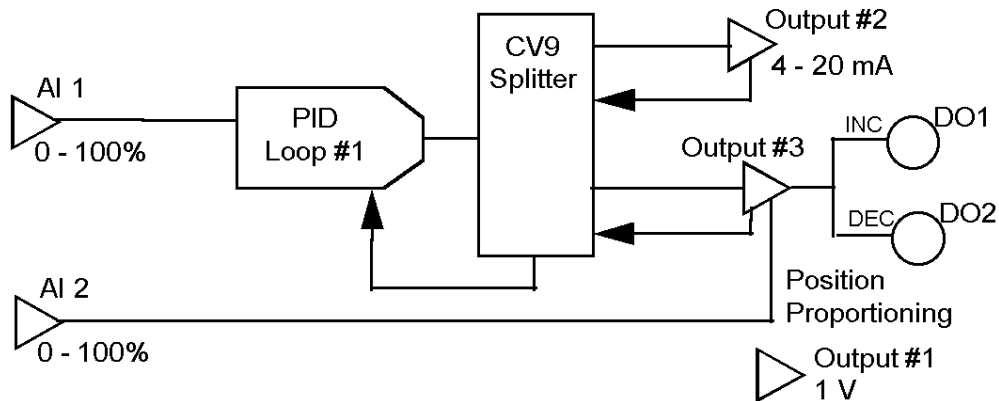 AI 1
0 - 100%
PID
Loop #1
CV9
Splitter
Output #2
4 - 20 mA
Output #3
INC
DO1
DEC
DO2
AI 2
0 - 100%
Position
Proportioning
Output #1
1 V